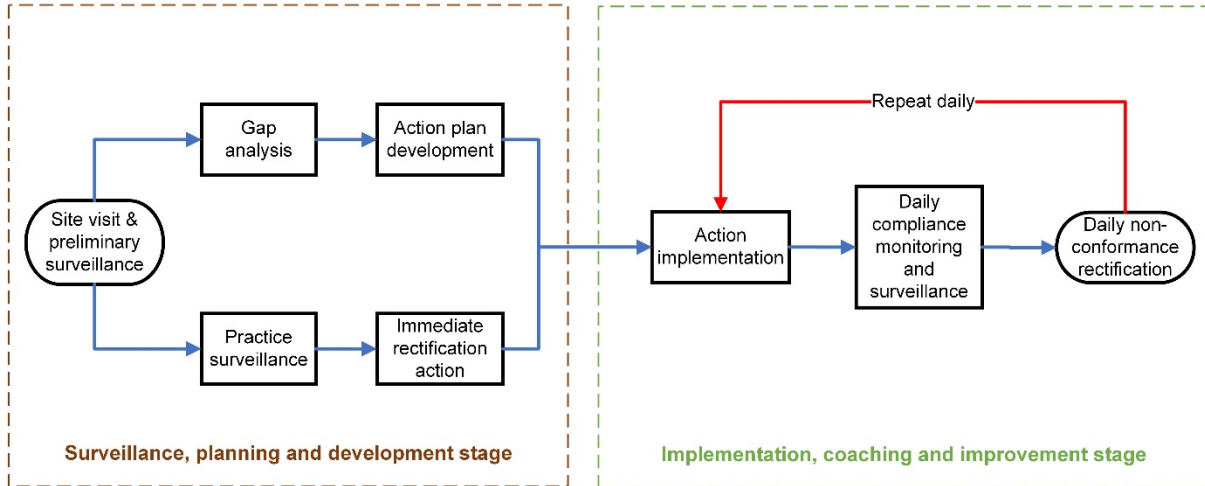 Repeat daily
Gap
analysis
Action plan
development
Site visit &
preliminary
surveillance
Action
implementation
Daily
compliance
monitoring
and
surveillance
Daily non-
conformance
rectification
Practice
surveillance
Immediate
rectification
action
Surveillance, planning and development stage
Implementation, coaching and improvement stage